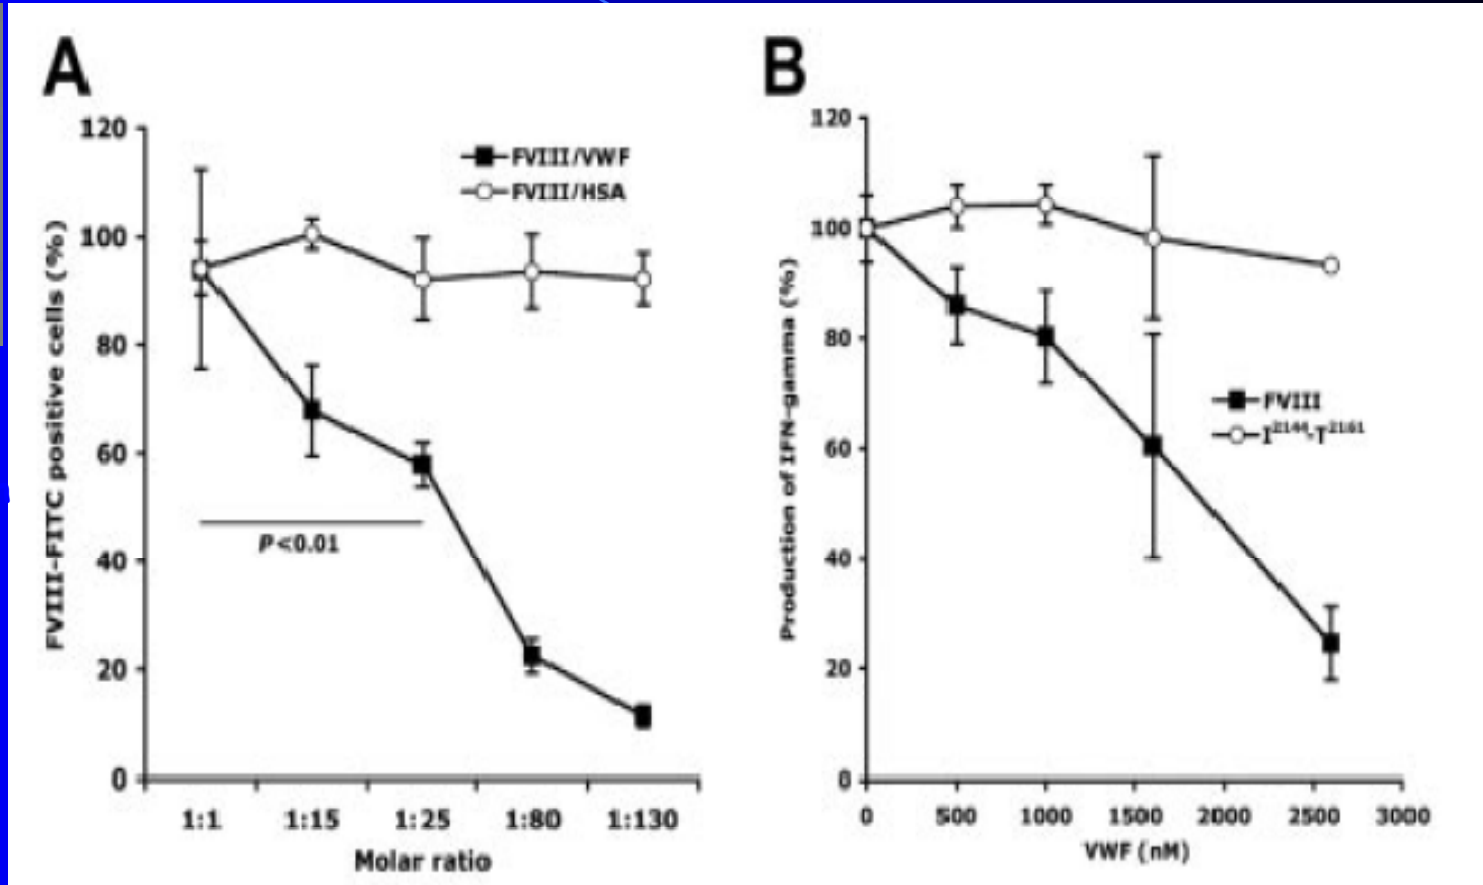 A
120
100
80
60
40
20
0
FVIII-FITC positive cells (%)
FVIII/VWF
FVIII/HSA
P<0.01
1:1 1:15 1:25 1:80 1:130
Molar ratio
B
120
100
80
60
40
20
0
Production of IFN-gamma (%)
FVIII
I²¹⁴⁴-T²¹⁶¹
0 500 1000 1500 2000 2500 3000
VWF (nM)